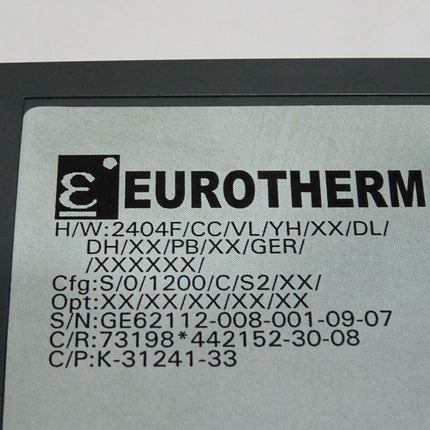 ε EUROTHERM
H/W:2404F/CC/VL/YH/XX/DL/
DH/XX/PB/XX/GER/
/XXXXXX/
Cfg:S/0/1200/C/S2/XX/
Opt:XX/XX/XX/XX/XX
S/N:GE62112-008-001-09-07
C/R:73198*442152-30-08
C/P:K-31241-33